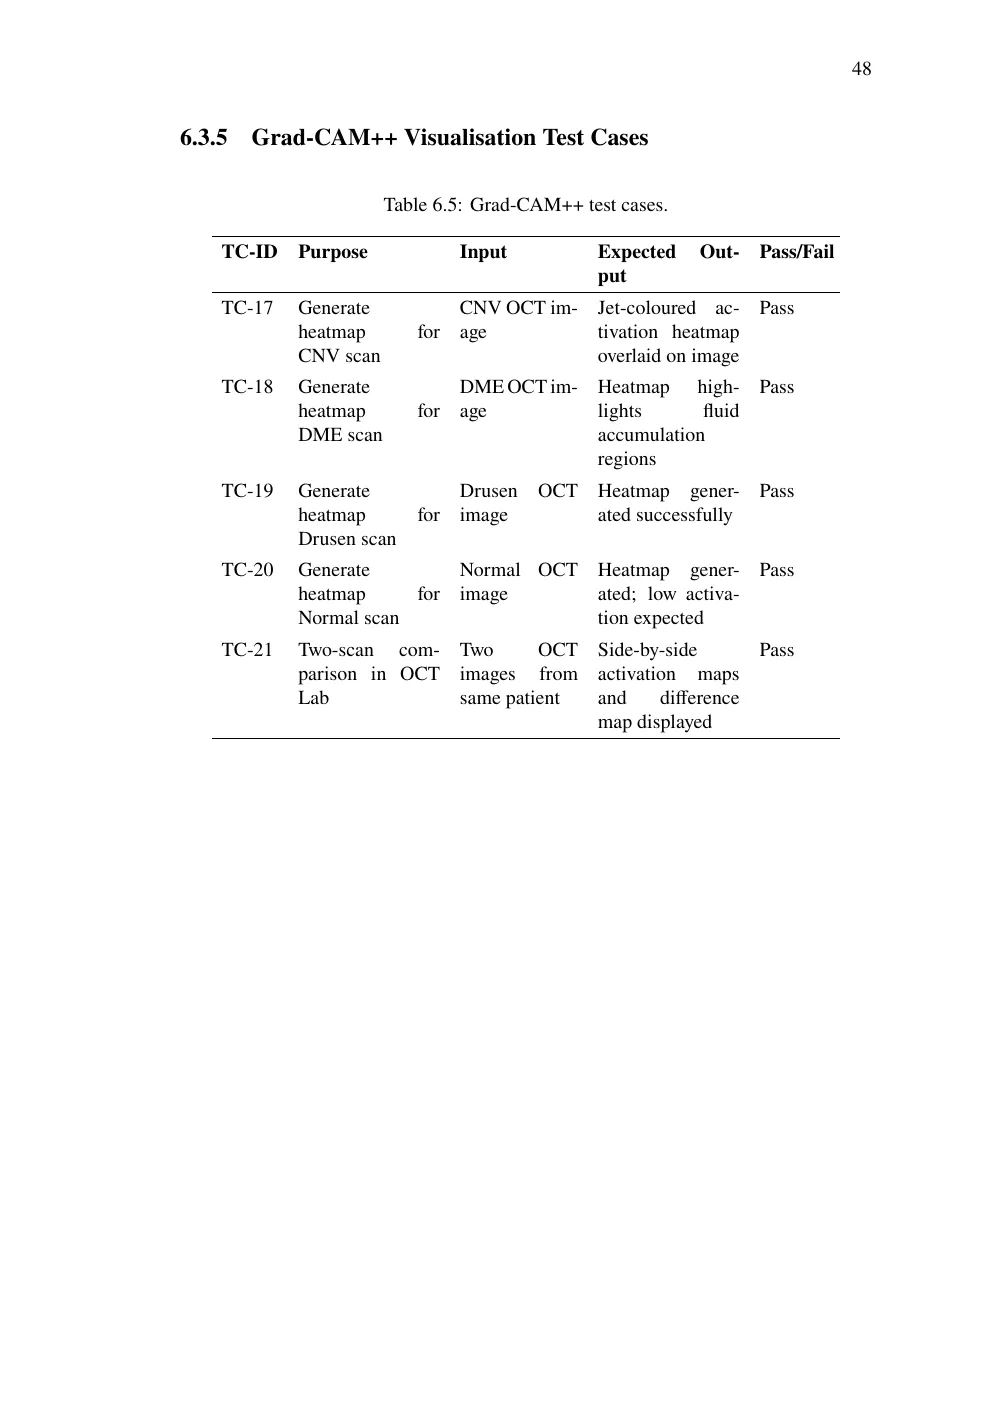 48
6.3.5 Grad-CAM++ Visualisation Test Cases
Table 6.5: Grad-CAM++ test cases.
TC-ID Purpose Input Expected Out- Pass/Fail
put
TC-17 Generate CNV OCT im- Jet-coloured ac- Pass
heatmap for age tivation heatmap
CNV scan overlaid on image
TC-18 Generate DME OCT im- Heatmap high- Pass
heatmap for age lights fluid
DME scan accumulation
regions
TC-19 Generate Drusen OCT Heatmap gener- Pass
heatmap for image ated successfully
Drusen scan
TC-20 Generate Normal OCT Heatmap gener- Pass
heatmap for image ated; low activa-
Normal scan tion expected
TC-21 Two-scan com- Two OCT Side-by-side Pass
parison in OCT images from activation maps
Lab same patient and difference
map displayed